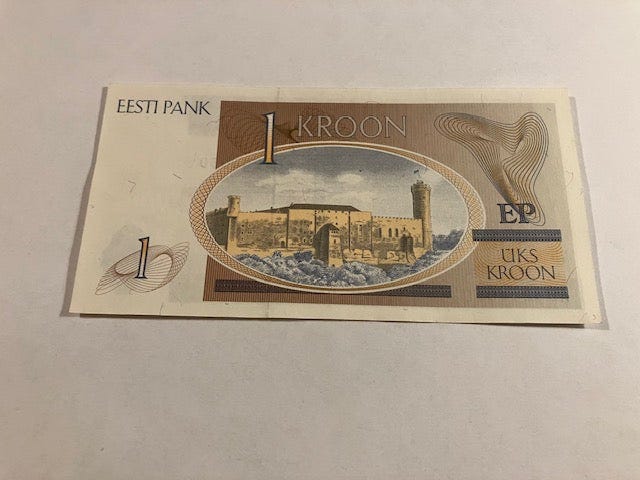 EESTI PANK
1 KROON
EP
ÜKS
KROON
1